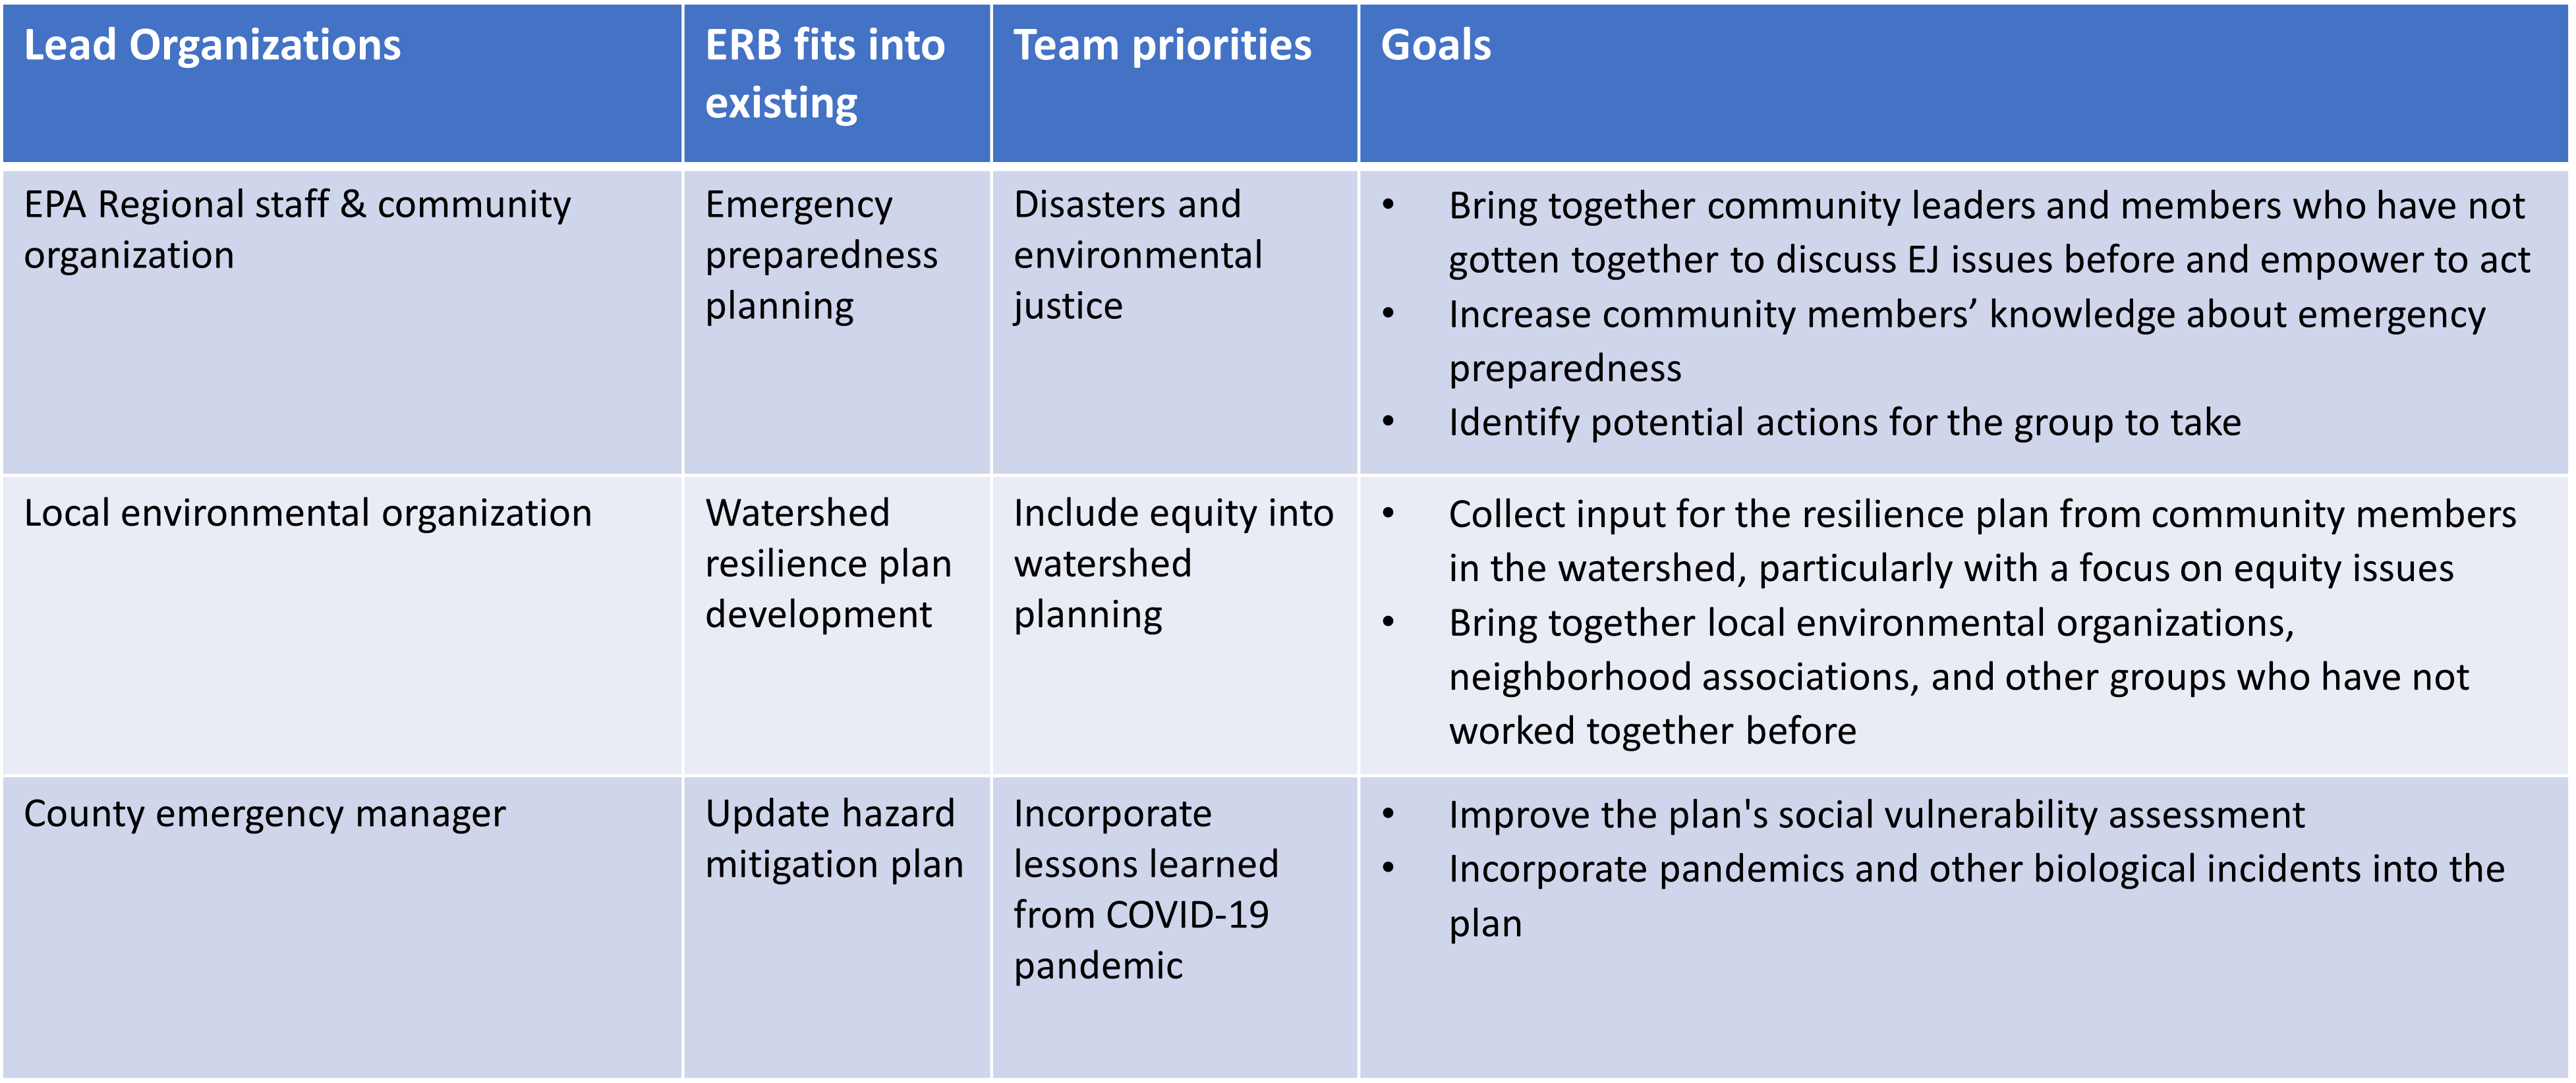 Lead Organizations
ERB fits into
existing
Team priorities
Goals
EPA Regional staff & community
organization
Emergency
preparedness
planning
Disasters and
environmental
justice
• Bring together community leaders and members who have not
gotten together to discuss EJ issues before and empower to act
• Increase community members’ knowledge about emergency
preparedness
• Identify potential actions for the group to take
Local environmental organization
Watershed
resilience plan
development
Include equity into
watershed
planning
• Collect input for the resilience plan from community members
in the watershed, particularly with a focus on equity issues
• Bring together local environmental organizations,
neighborhood associations, and other groups who have not
worked together before
County emergency manager
Update hazard
mitigation plan
Incorporate
lessons learned
from COVID-19
pandemic
• Improve the plan's social vulnerability assessment
• Incorporate pandemics and other biological incidents into the
plan